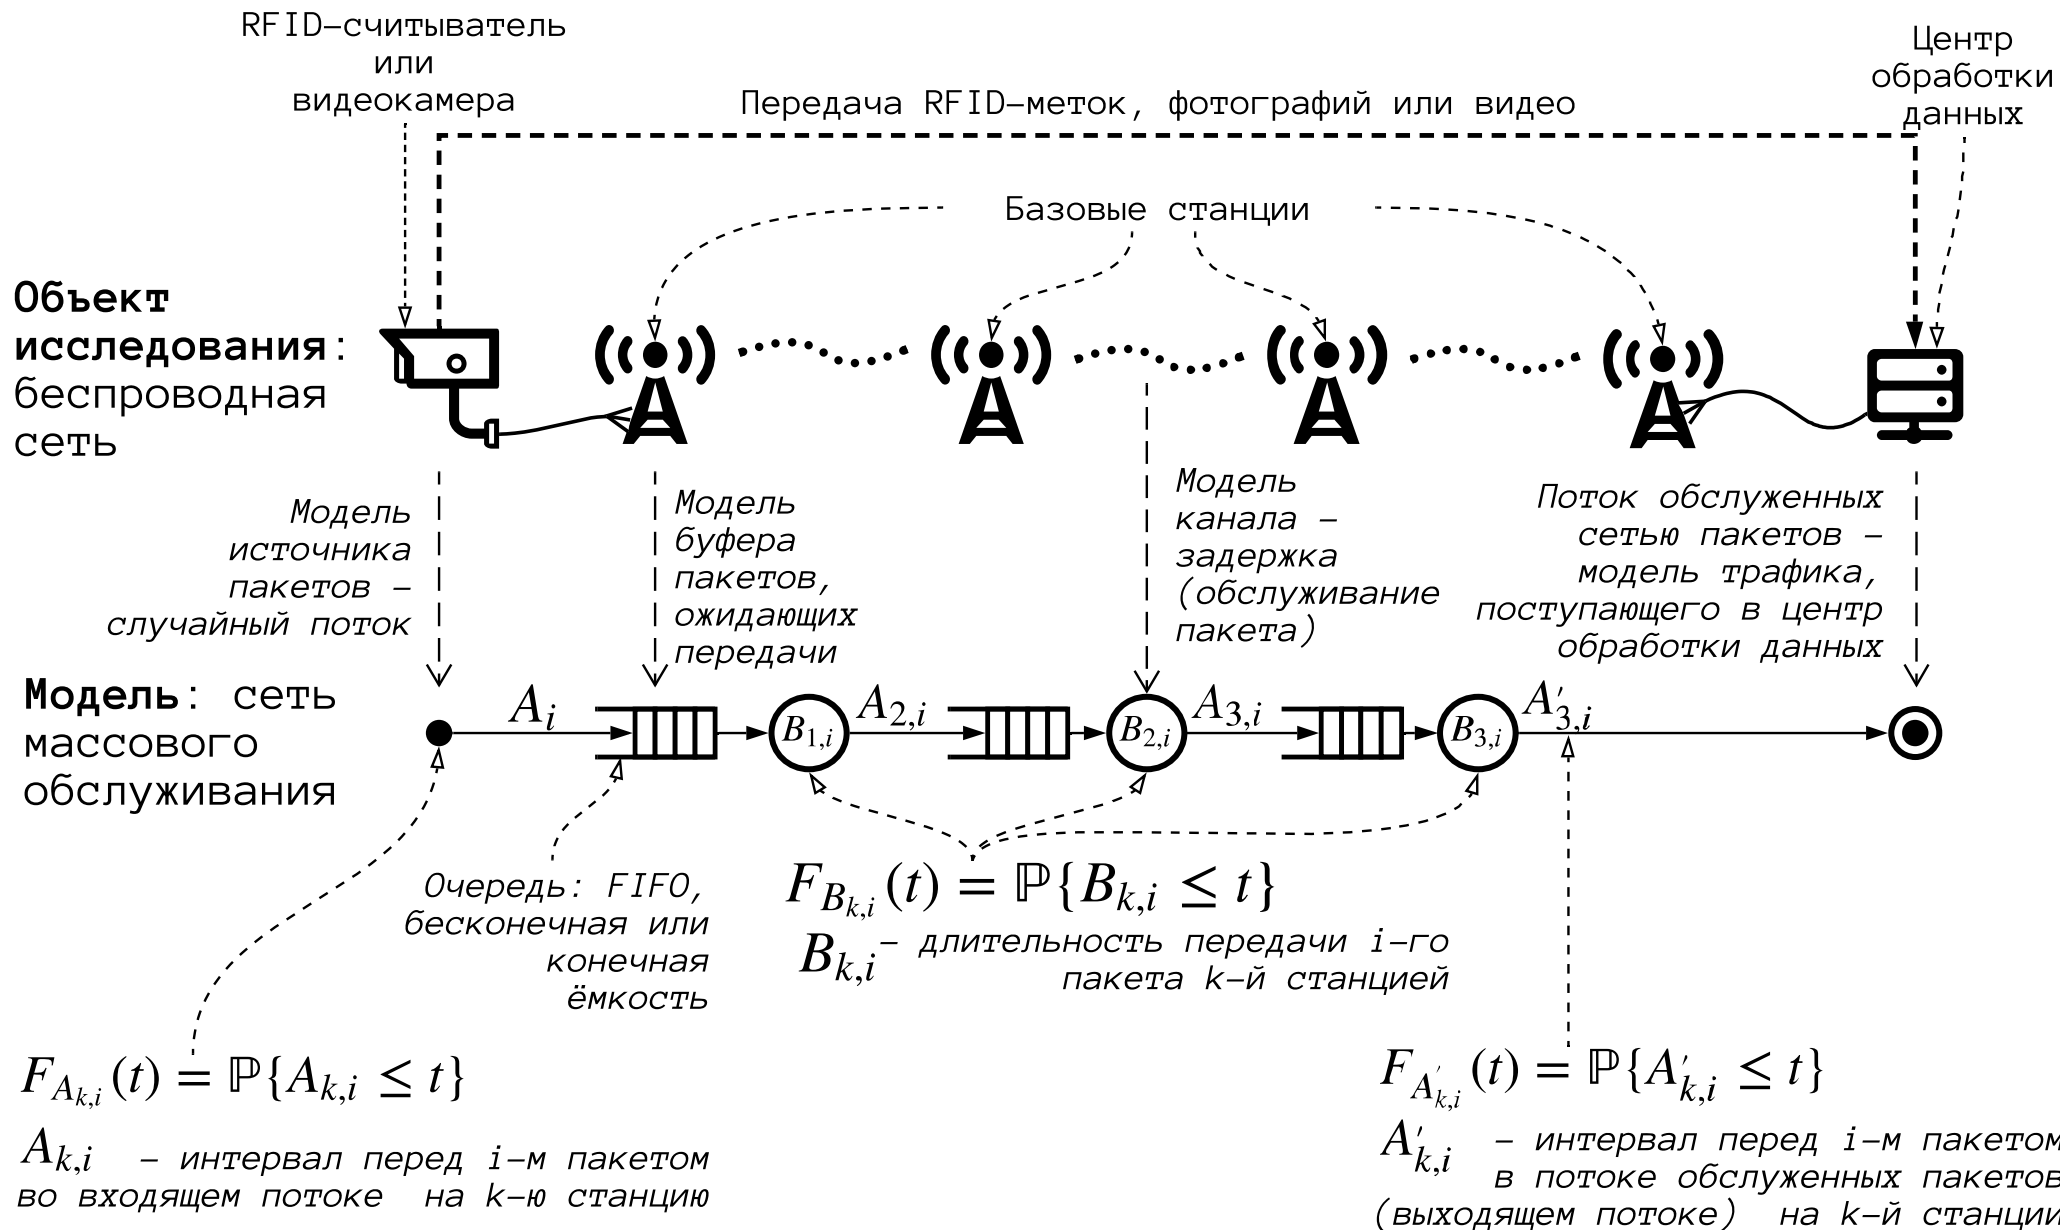 RFID–считыватель
или
видеокамера
Центр
обработки
данных
Передача RFID–меток, фотографий или видео
Базовые станции
Объект
исследования:
беспроводная
сеть
Модель
источника
пакетов –
случайный поток
Модель
буфера
пакетов,
ожидающих
передачи
Модель
канала –
задержка
(обслуживание
пакета)
Поток обслуженных
сетью пакетов –
модель трафика,
поступающего в центр
обработки данных
Модель: сеть
массового
обслуживания
A_i
B_{1,i}
A_{2,i}
B_{2,i}
A_{3,i}
B_{3,i}
A'_{3,i}
Очередь: FIFO,
бесконечная или
конечная
ёмкость
F_{B_{k,i}}(t) = ℙ{B_{k,i} ≤ t}
B_{k,i} – длительность передачи i–го
пакета k–й станцией
F_{A_{k,i}}(t) = ℙ{A_{k,i} ≤ t}
A_{k,i} – интервал перед i–м пакетом
во входящем потоке на k–ю станцию
F_{A'_{k,i}}(t) = ℙ{A'_{k,i} ≤ t}
A'_{k,i} – интервал перед i–м пакетом
в потоке обслуженных пакетов
(выходящем потоке) на k–й станции